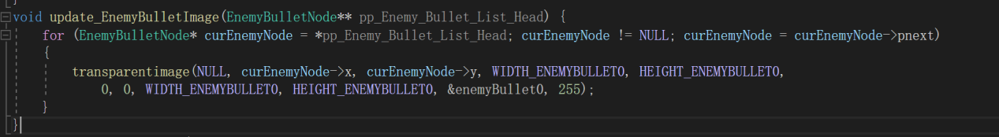 }
void update_EnemyBulletImage(EnemyBulletNode** pp_Enemy_Bullet_List_Head) {
for (EnemyBulletNode* curEnemyNode = *pp_Enemy_Bullet_List_Head; curEnemyNode != NULL; curEnemyNode = curEnemyNode->pnext)
{
transparentimage(NULL, curEnemyNode->x, curEnemyNode->y, WIDTH_ENEMYBULLET0, HEIGHT_ENEMYBULLET0,
0, 0, WIDTH_ENEMYBULLET0, HEIGHT_ENEMYBULLET0, &enemyBullet0, 255);
}
}